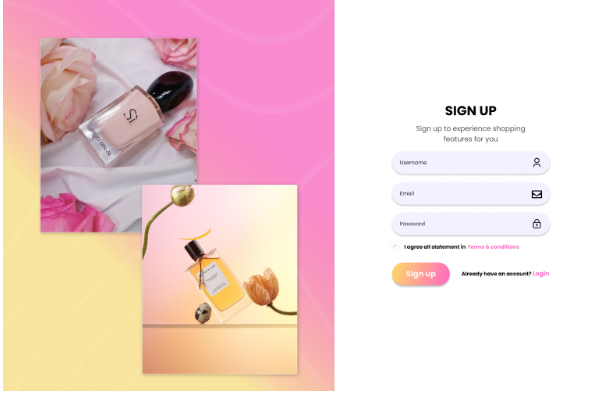 Sì
SIGN UP
Sign up to experience shopping
features for you
Username
Email
Password
I agree all statement in Terms & conditions
Sign up
Already have an account? Login